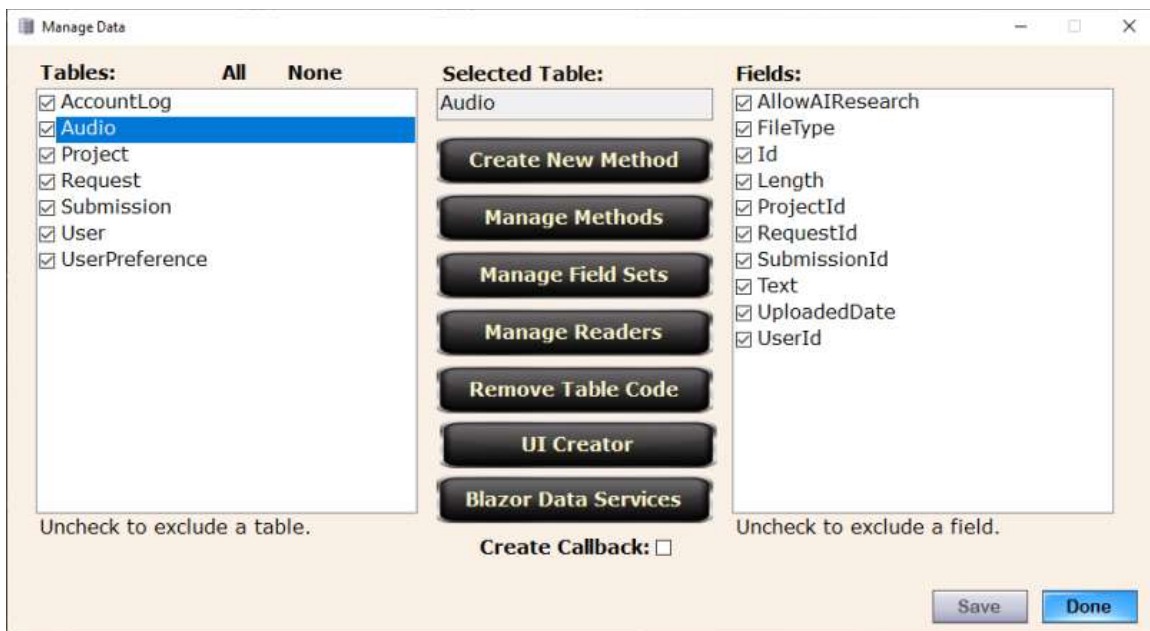 Manage Data
Tables: All None
AccountLog
Audio
Project
Request
Submission
User
UserPreference
Uncheck to exclude a table.
Selected Table:
Audio
Create New Method
Manage Methods
Manage Field Sets
Manage Readers
Remove Table Code
UI Creator
Blazor Data Services
Create Callback:
Fields:
AllowAIResearch
FileType
Id
Length
ProjectId
RequestId
SubmissionId
Text
UploadedDate
UserId
Uncheck to exclude a field.
Save Done